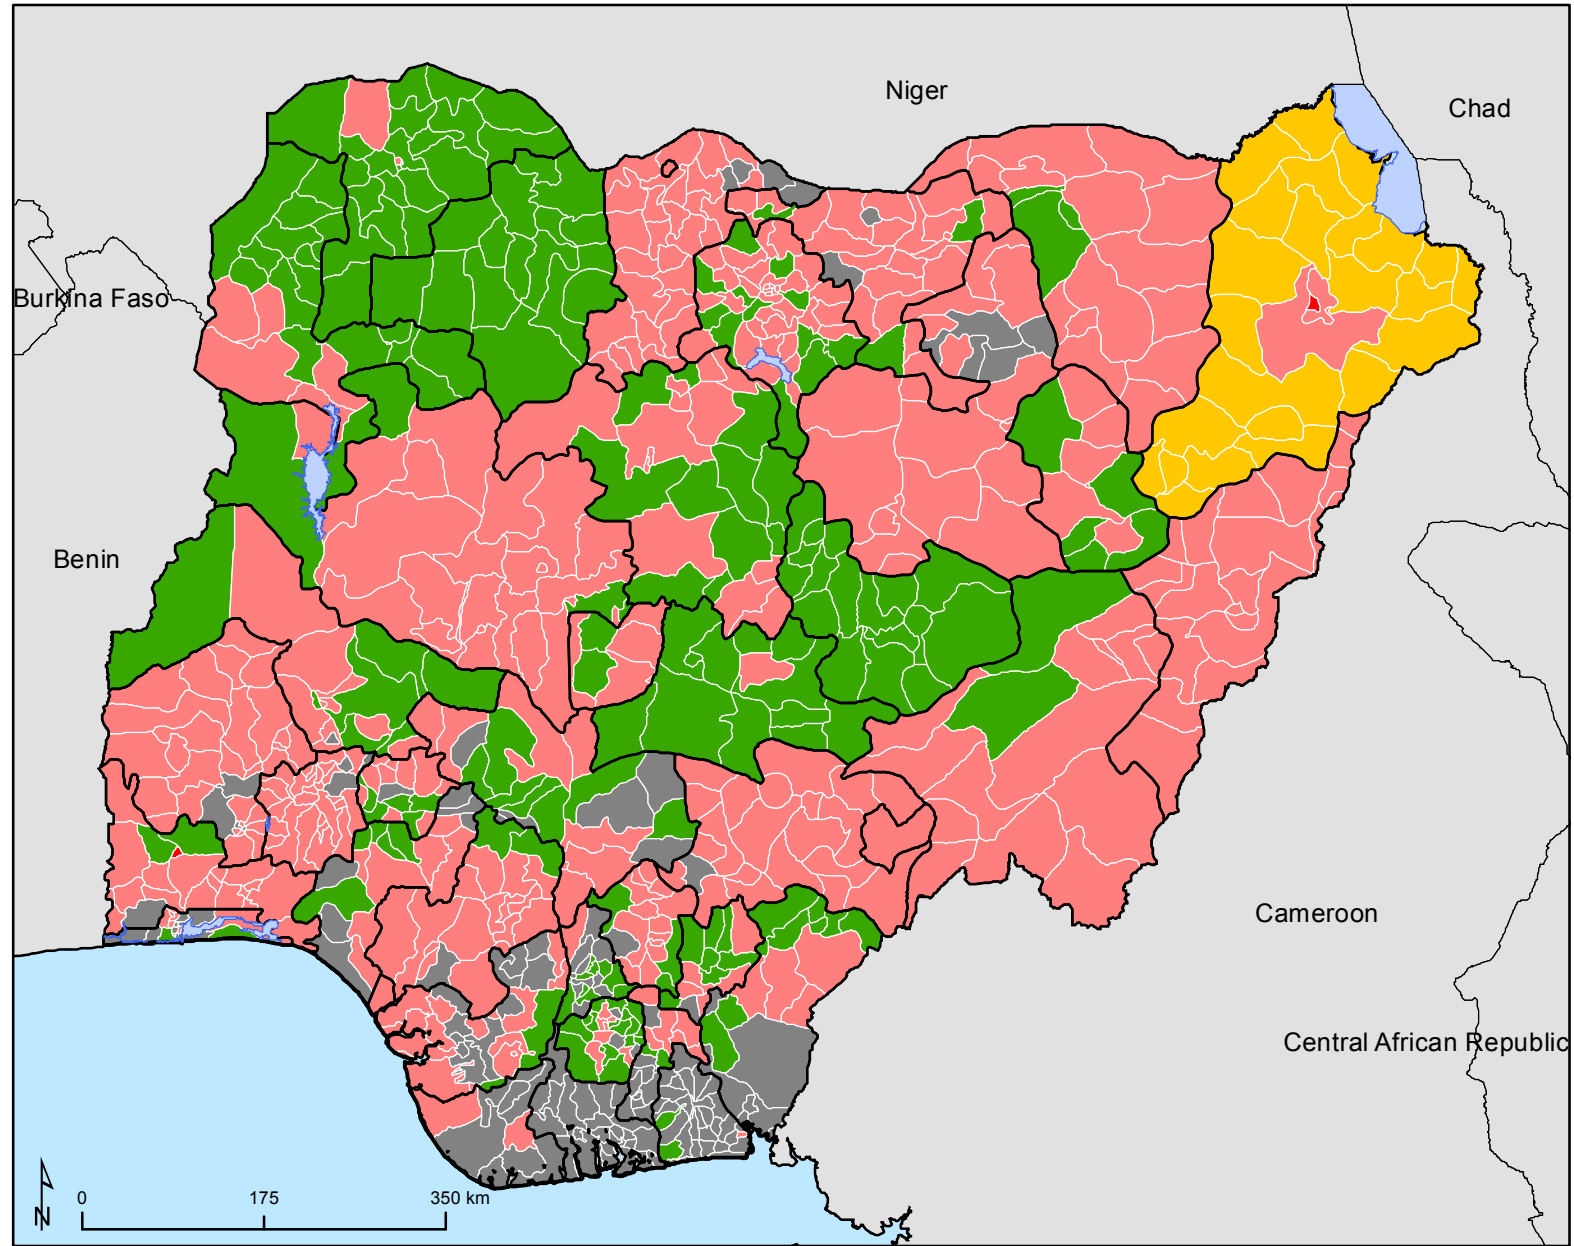 Niger
Chad
Burkina Faso
Benin
Cameroon
Central African Republic
N
0 175 350 km